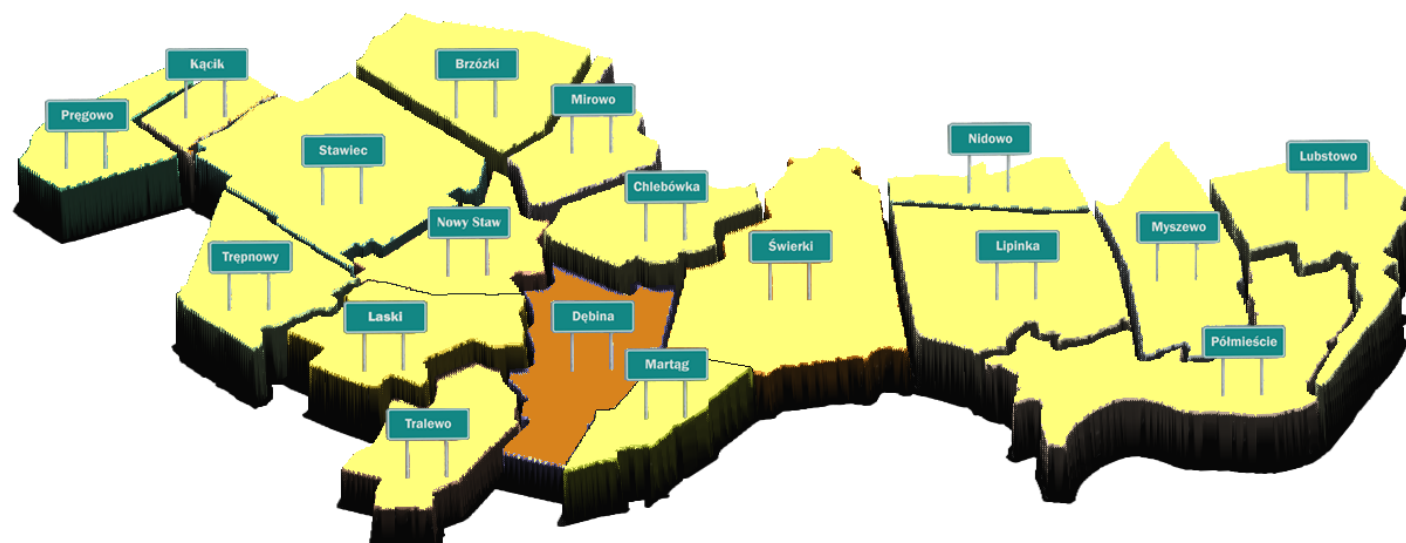 Kącik
Brzózki
Mirowo
Pręgowo
Stawiec
Nidowo
Lubstowo
Chlebówka
Nowy Staw
Świerki
Lipinka
Myszewo
Trępnowy
Laski
Dębina
Półmieście
Martąg
Tralewo